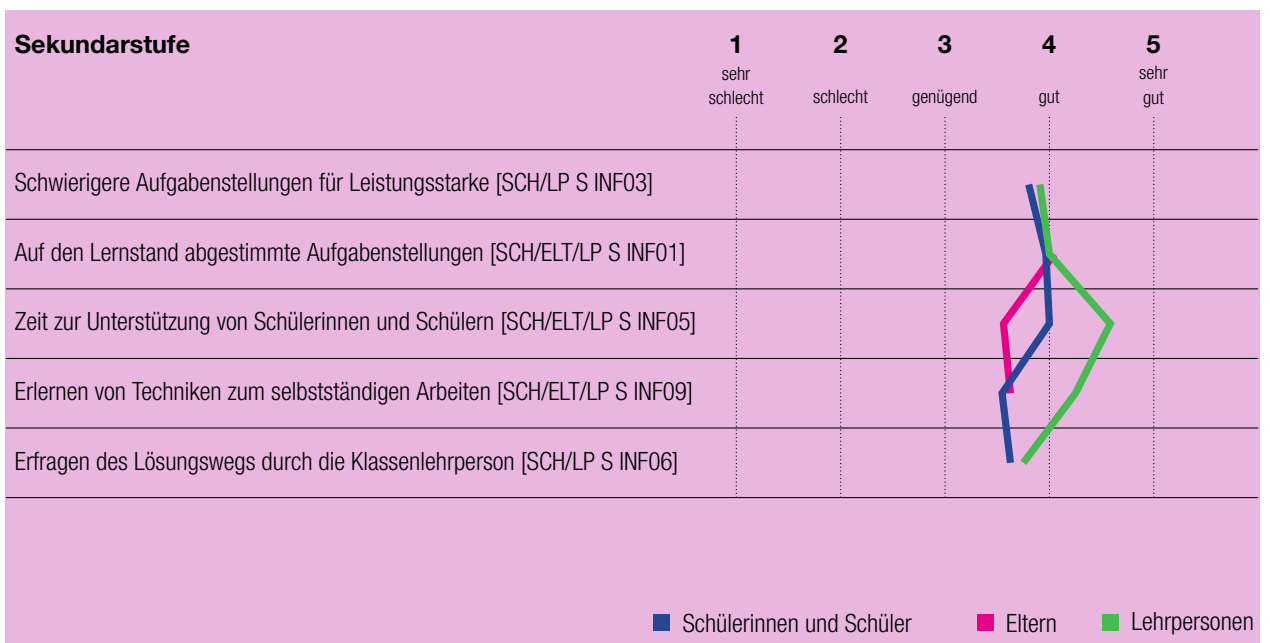 Sekundarstufe
1 2 3 4 5
sehr schlecht schlecht genügend gut sehr gut
Schwierigere Aufgabenstellungen für Leistungsstarke [SCH/LP S INF03]
Auf den Lernstand abgestimmte Aufgabenstellungen [SCH/ELT/LP S INF01]
Zeit zur Unterstützung von Schülerinnen und Schülern [SCH/ELT/LP S INF05]
Erlernen von Techniken zum selbstständigen Arbeiten [SCH/ELT/LP S INF09]
Erfragen des Lösungswegs durch die Klassenlehrperson [SCH/LP S INF06]
Schülerinnen und Schüler Eltern Lehrpersonen